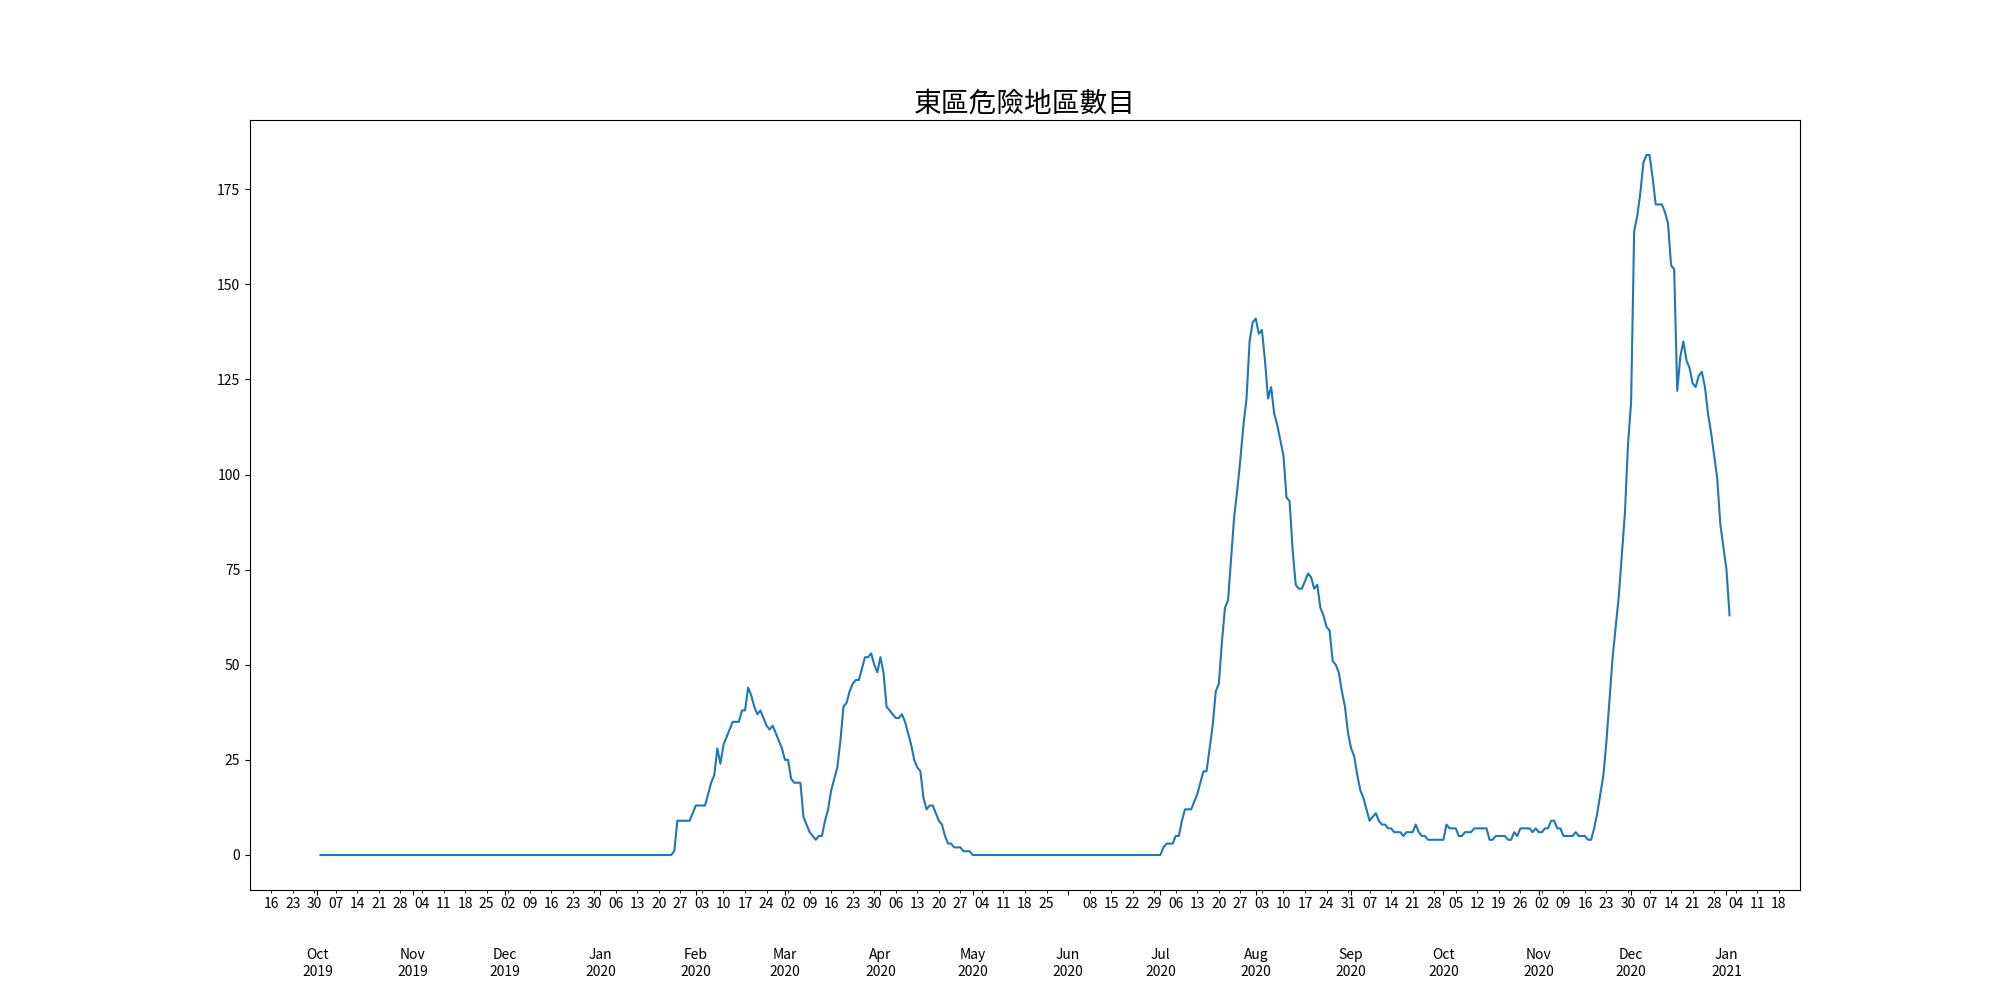 東區危險地區數目
175
150
125
100
75
50
25
0
16 23 30 07 14 21 28 04 11 18 25 02 09 16 23 30 06 13 20 27 03 10 17 24 02 09 16 23 30 06 13 20 27 04 11 18 25 08 15 22 29 06 13 20 27 03 10 17 24 31 07 14 21 28 05 12 19 26 02 09 16 23 30 07 14 21 28 04 11 18
Oct Nov Dec Jan Feb Mar Apr May Jun Jul Aug Sep Oct Nov Dec Jan
2019 2019 2019 2020 2020 2020 2020 2020 2020 2020 2020 2020 2020 2020 2020 2021